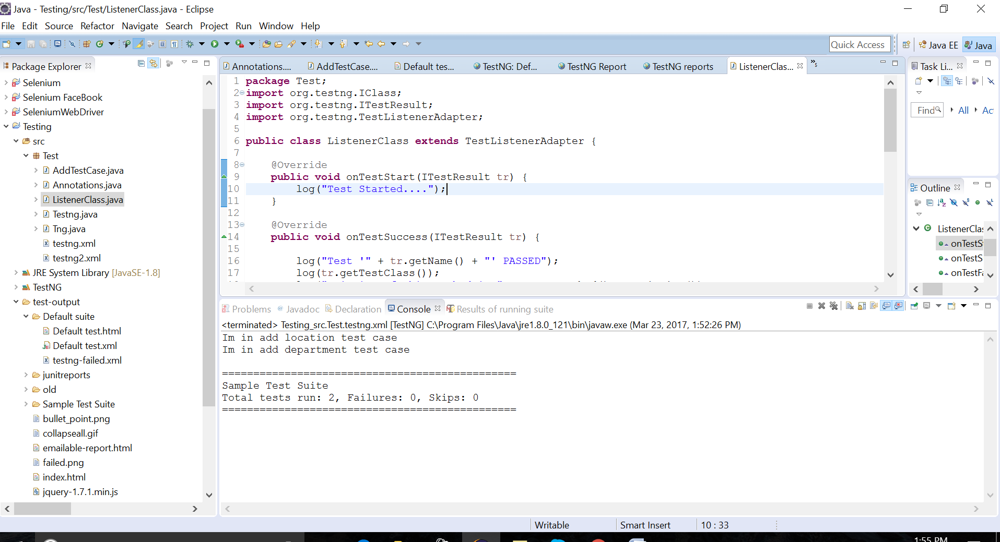 Java - Testing/src/Test/ListenerClass.java - Eclipse
File Edit Source Refactor Navigate Search Project Run Window Help
Quick Access
Java EE
Java
Package Explorer
Selenium
Selenium FaceBook
SeleniumWebDriver
Testing
src
Test
AddTestCase.java
Annotations.java
ListenerClass.java
Testng.java
Tng.java
testng.xml
testng2.xml
JRE System Library [JavaSE-1.8]
TestNG
test-output
Default suite
Default test.html
Default test.xml
testng-failed.xml
junitreports
old
Sample Test Suite
bullet_point.png
collapseall.gif
emailable-report.html
failed.png
index.html
jquery-1.7.1.min.js
Annotations.... AddTestCase.... Default tes... TestNG: Def... TestNG Report TestNG reports ListenerClas... »5
1 package Test;
2 import org.testng.IClass;
3 import org.testng.ITestResult;
4 import org.testng.TestListenerAdapter;
5
6 public class ListenerClass extends TestListenerAdapter {
7
8 @Override
9 public void onTestStart(ITestResult tr) {
10 log("Test Started....");
11 }
12
13 @Override
14 public void onTestSuccess(ITestResult tr) {
15
16 log("Test '" + tr.getName() + "' PASSED");
17 log(tr.getTestClass());
Task Li...
Find All Ac
Outline
ListenerClas
onTestS
onTestS
onTestFa
Problems @ Javadoc Declaration Console Results of running suite
<terminated> Testing_src.Test.testng.xml [TestNG] C:\Program Files\Java\jre1.8.0_121\bin\javaw.exe (Mar 23, 2017, 1:52:26 PM)
Im in add location test case
Im in add department test case
===============================================
Sample Test Suite
Total tests run: 2, Failures: 0, Skips: 0
===============================================
Writable Smart Insert 10 : 33
1:55 PM